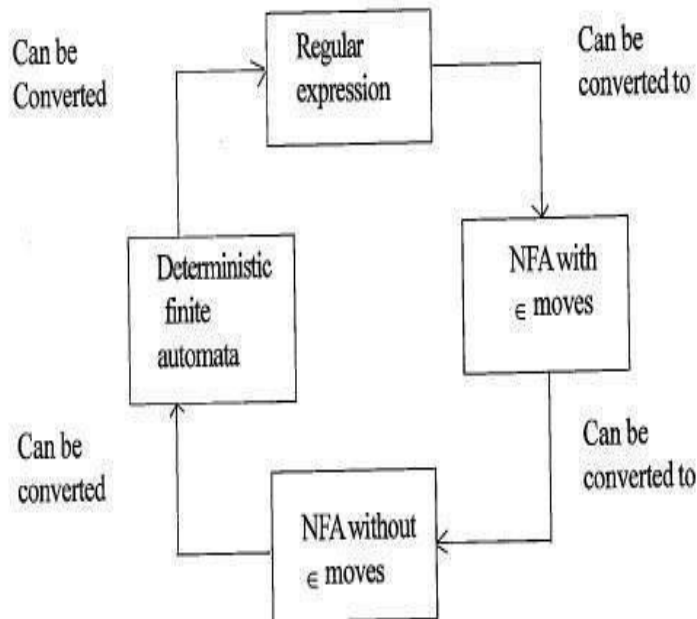 Can be
Converted
Regular
expression
Can be
converted to
Deterministic
finite
automata
NFA with
∈ moves
Can be
converted
Can be
converted to
NFA without
∈ moves